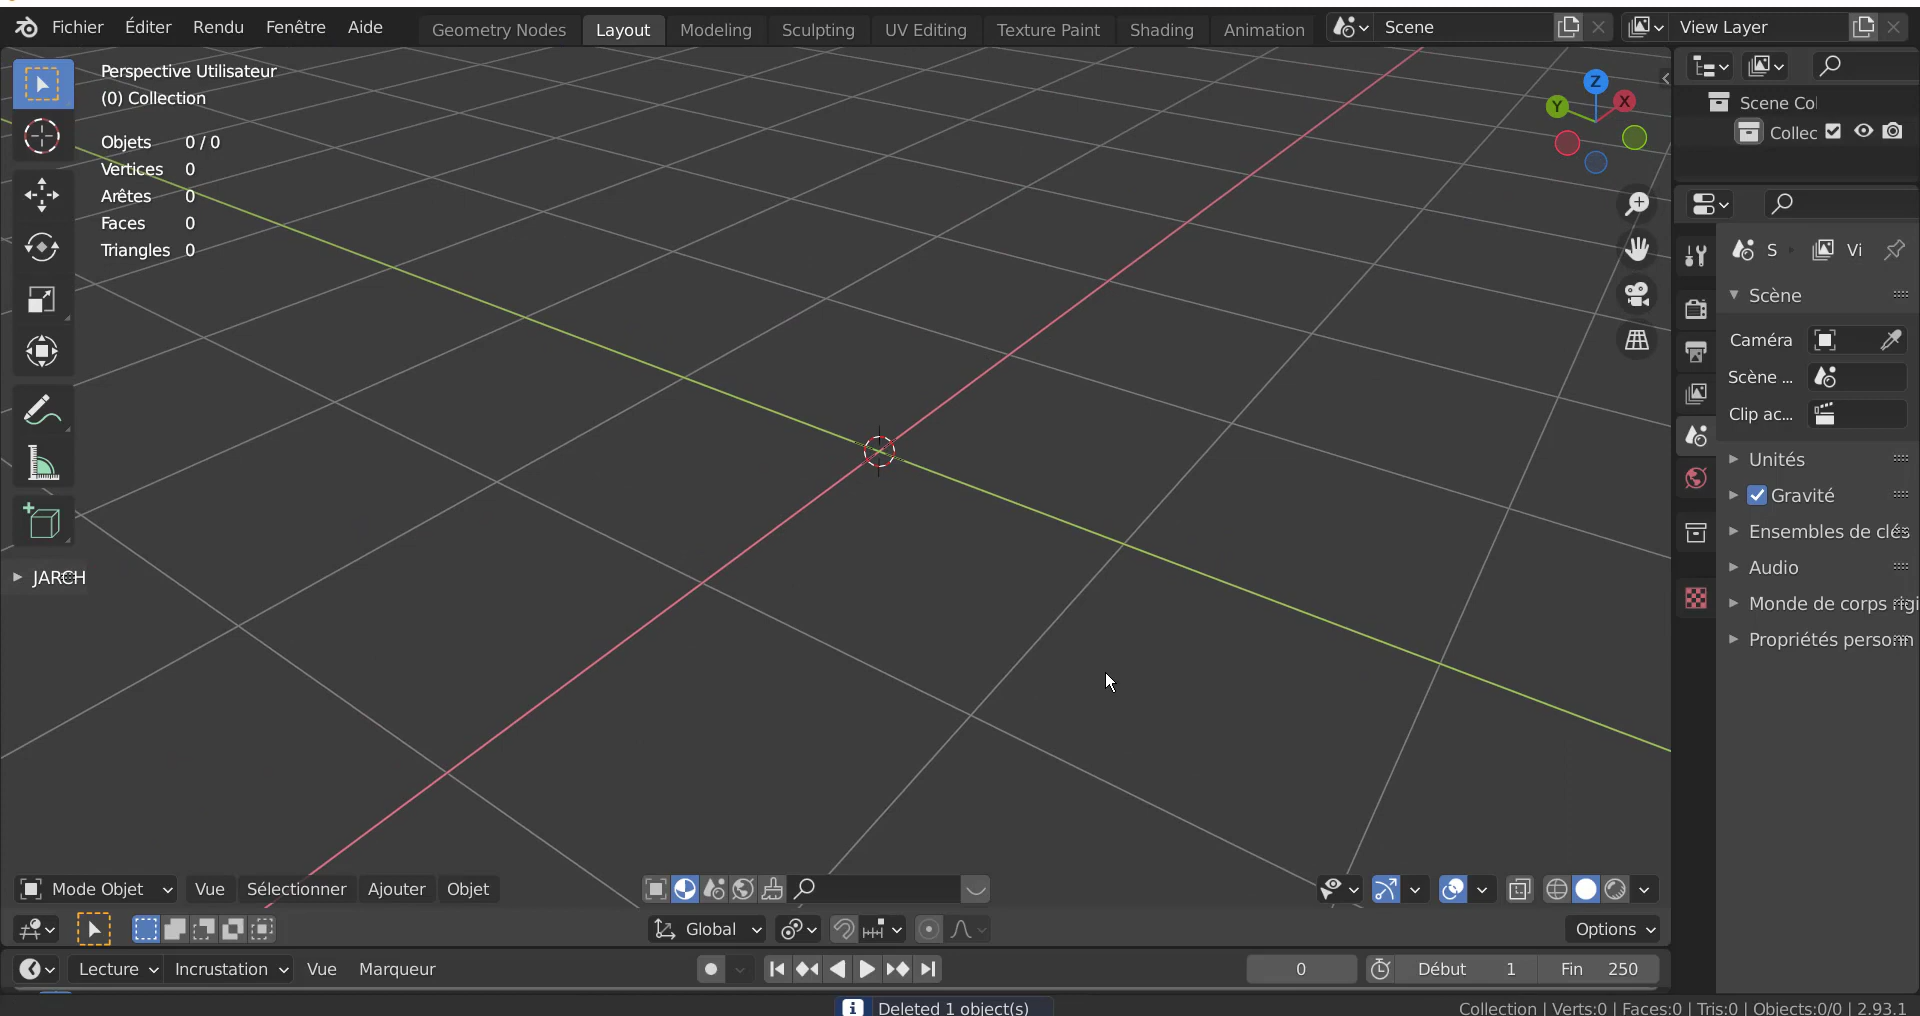 Fichier Éditer Rendu Fenêtre Aide Geometry Nodes Layout Modeling Sculpting UV Editing Texture Paint Shading Animation Scene View Layer
Perspective Utilisateur
(0) Collection
Objets 0 / 0
Vertices 0
Arêtes 0
Faces 0
Triangles 0
JARCH
Z
Y
X
Scene Col
Collec
S Vi
Scène
Caméra
Scène ...
Clip ac...
Unités
Gravité
Ensembles de clés
Audio
Monde de corps rigi
Propriétés personn
Mode Objet Vue Sélectionner Ajouter Objet
Global Options
Lecture Incrustation Vue Marqueur 0 Début 1 Fin 250
Deleted 1 object(s) Collection | Verts:0 | Faces:0 | Tris:0 | Objects:0/0 | 2.93.1